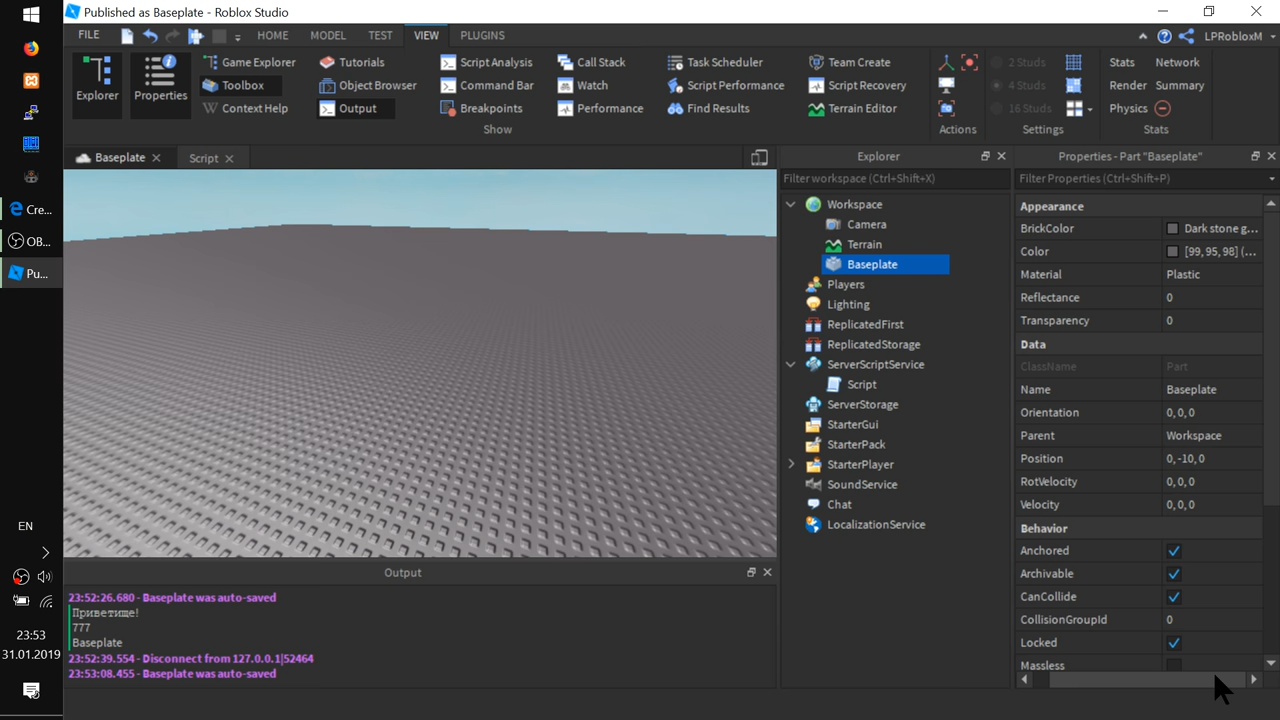 Published as Baseplate - Roblox Studio
FILE HOME MODEL TEST VIEW PLUGINS LPRobloxM
Explorer
Properties
Game Explorer
Toolbox
Context Help
Tutorials
Object Browser
Output
Script Analysis
Command Bar
Breakpoints
Call Stack
Watch
Performance
Task Scheduler
Script Performance
Find Results
Team Create
Script Recovery
Terrain Editor
Show
Actions
2 Studs
4 Studs
16 Studs
Settings
Stats Network
Render Summary
Physics
Stats
Baseplate
Script
Explorer
Filter workspace (Ctrl+Shift+X)
Workspace
Camera
Terrain
Baseplate
Players
Lighting
ReplicatedFirst
ReplicatedStorage
ServerScriptService
Script
ServerStorage
StarterGui
StarterPack
StarterPlayer
SoundService
Chat
LocalizationService
Properties - Part "Baseplate"
Filter Properties (Ctrl+Shift+P)
Appearance
BrickColor Dark stone g...
Color [99, 95, 98] (...
Material Plastic
Reflectance 0
Transparency 0
Data
ClassName Part
Name Baseplate
Orientation 0, 0, 0
Parent Workspace
Position 0, -10, 0
RotVelocity 0, 0, 0
Velocity 0, 0, 0
Behavior
Anchored
Archivable
CanCollide
CollisionGroupId 0
Locked
Massless
Output
23:52:26.680 - Baseplate was auto-saved
Приветище!
777
Baseplate
23:52:39.554 - Disconnect from 127.0.0.1|52464
23:53:08.455 - Baseplate was auto-saved
Cre...
OB...
Pu...
EN
23:53
31.01.2019